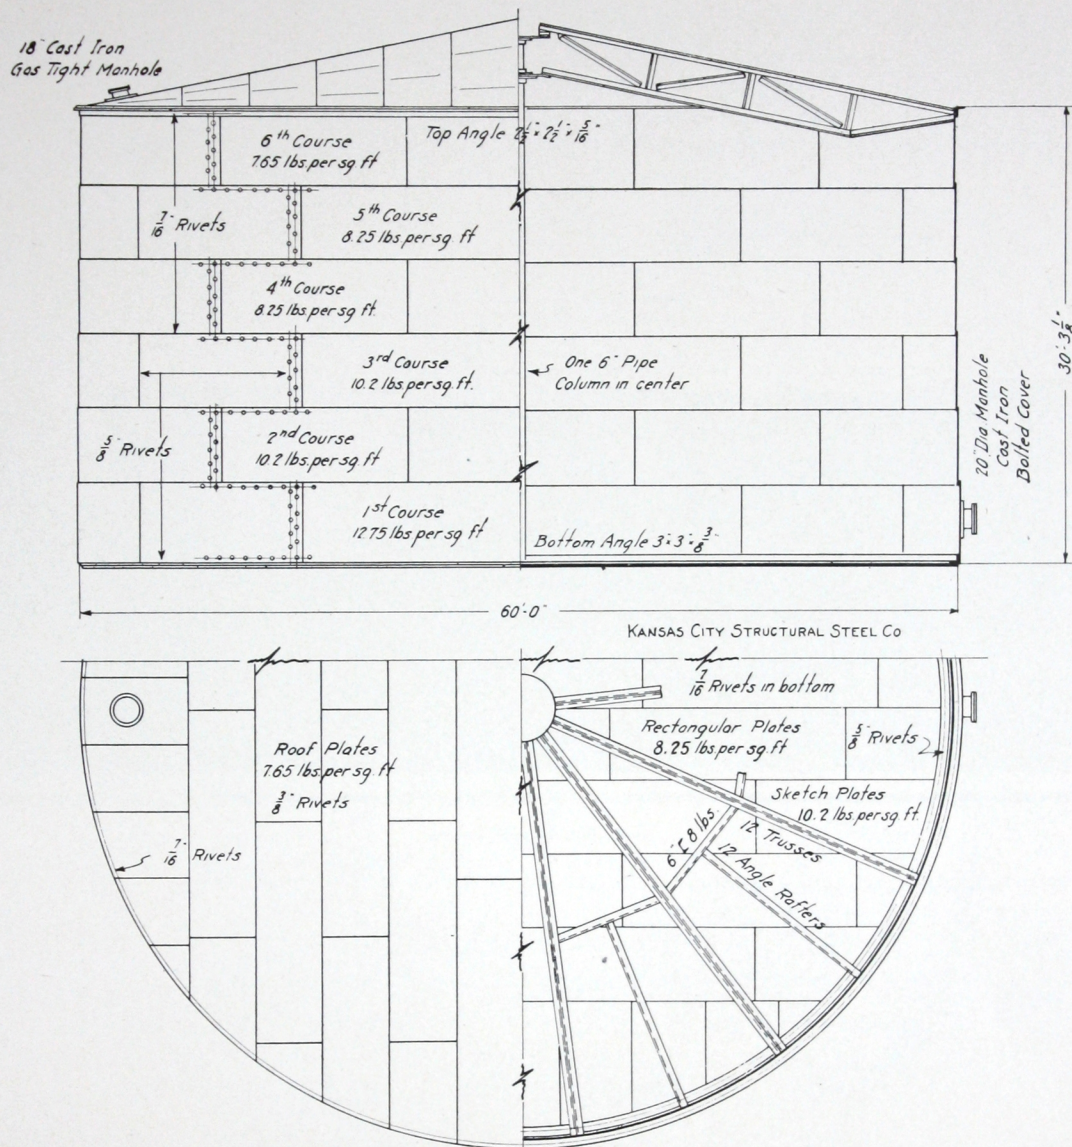 18" Cast Iron
Gas Tight Manhole
6th Course
7.65 lbs. per sq. ft
Top Angle 2 1/2" × 2 1/2" × 5/16"
5th Course
8.25 lbs. per sq. ft
7/16" Rivets
4th Course
8.25 lbs. per sq. ft.
3rd Course
10.2 lbs. per sq. ft.
One 6" Pipe
Column in center
2nd Course
10.2 lbs. per sq. ft
5/8" Rivets
1st Course
12.75 lbs per sq. ft
Bottom Angle 3" × 3" × 3/8"
20" Dia Manhole
Cast Iron
Bolted Cover
30'-3 1/8"
60'-0"
KANSAS CITY STRUCTURAL STEEL CO
7/16" Rivets in bottom
Rectangular Plates
8.25 lbs. per sq. ft
5/8" Rivets
Roof Plates
7.65 lbs. per sq. ft
3/8" Rivets
Sketch Plates
10.2 lbs. per sq. ft.
6" [ 8 lbs
12 Trusses
12 Angle Rafters
7/16" Rivets